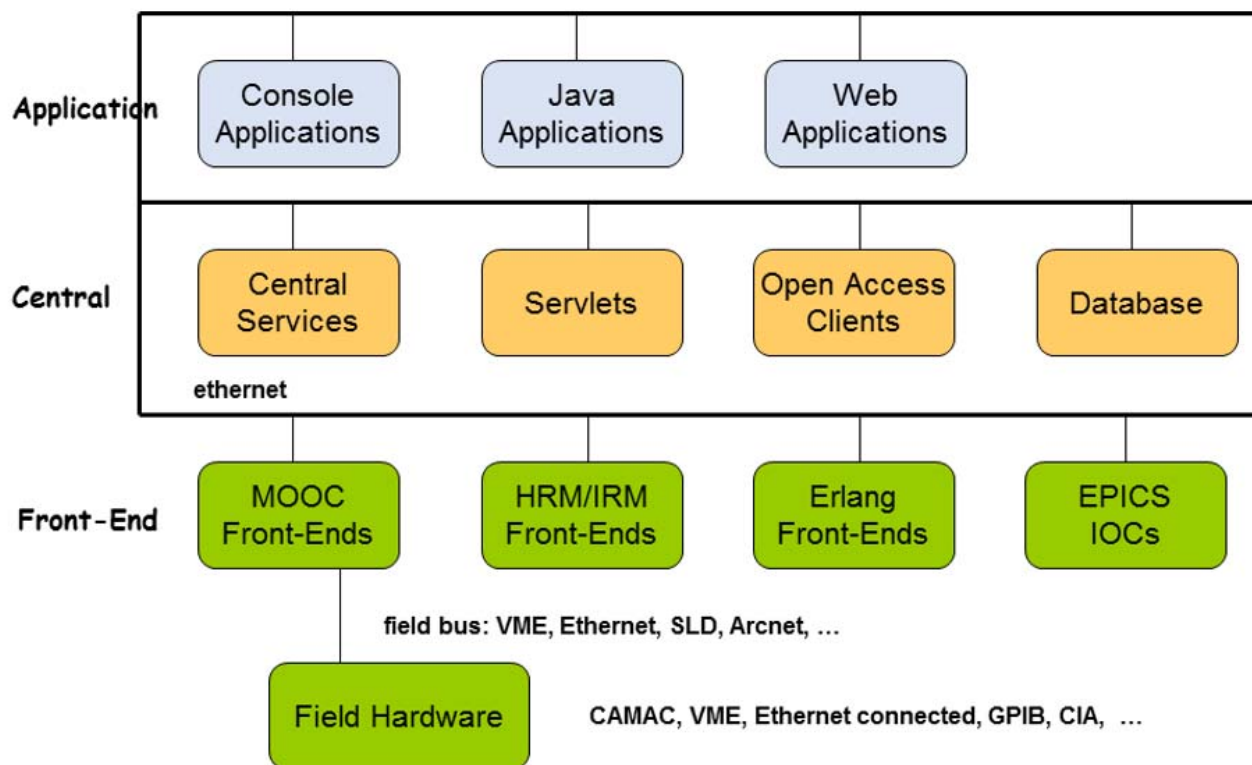 Application
Console
Applications
Java
Applications
Web
Applications
Central
Central
Services
Servlets
Open Access
Clients
Database
ethernet
Front-End
MOOC
Front-Ends
HRM/IRM
Front-Ends
Erlang
Front-Ends
EPICS
IOCs
field bus: VME, Ethernet, SLD, Arcnet, …
Field Hardware
CAMAC, VME, Ethernet connected, GPIB, CIA, …